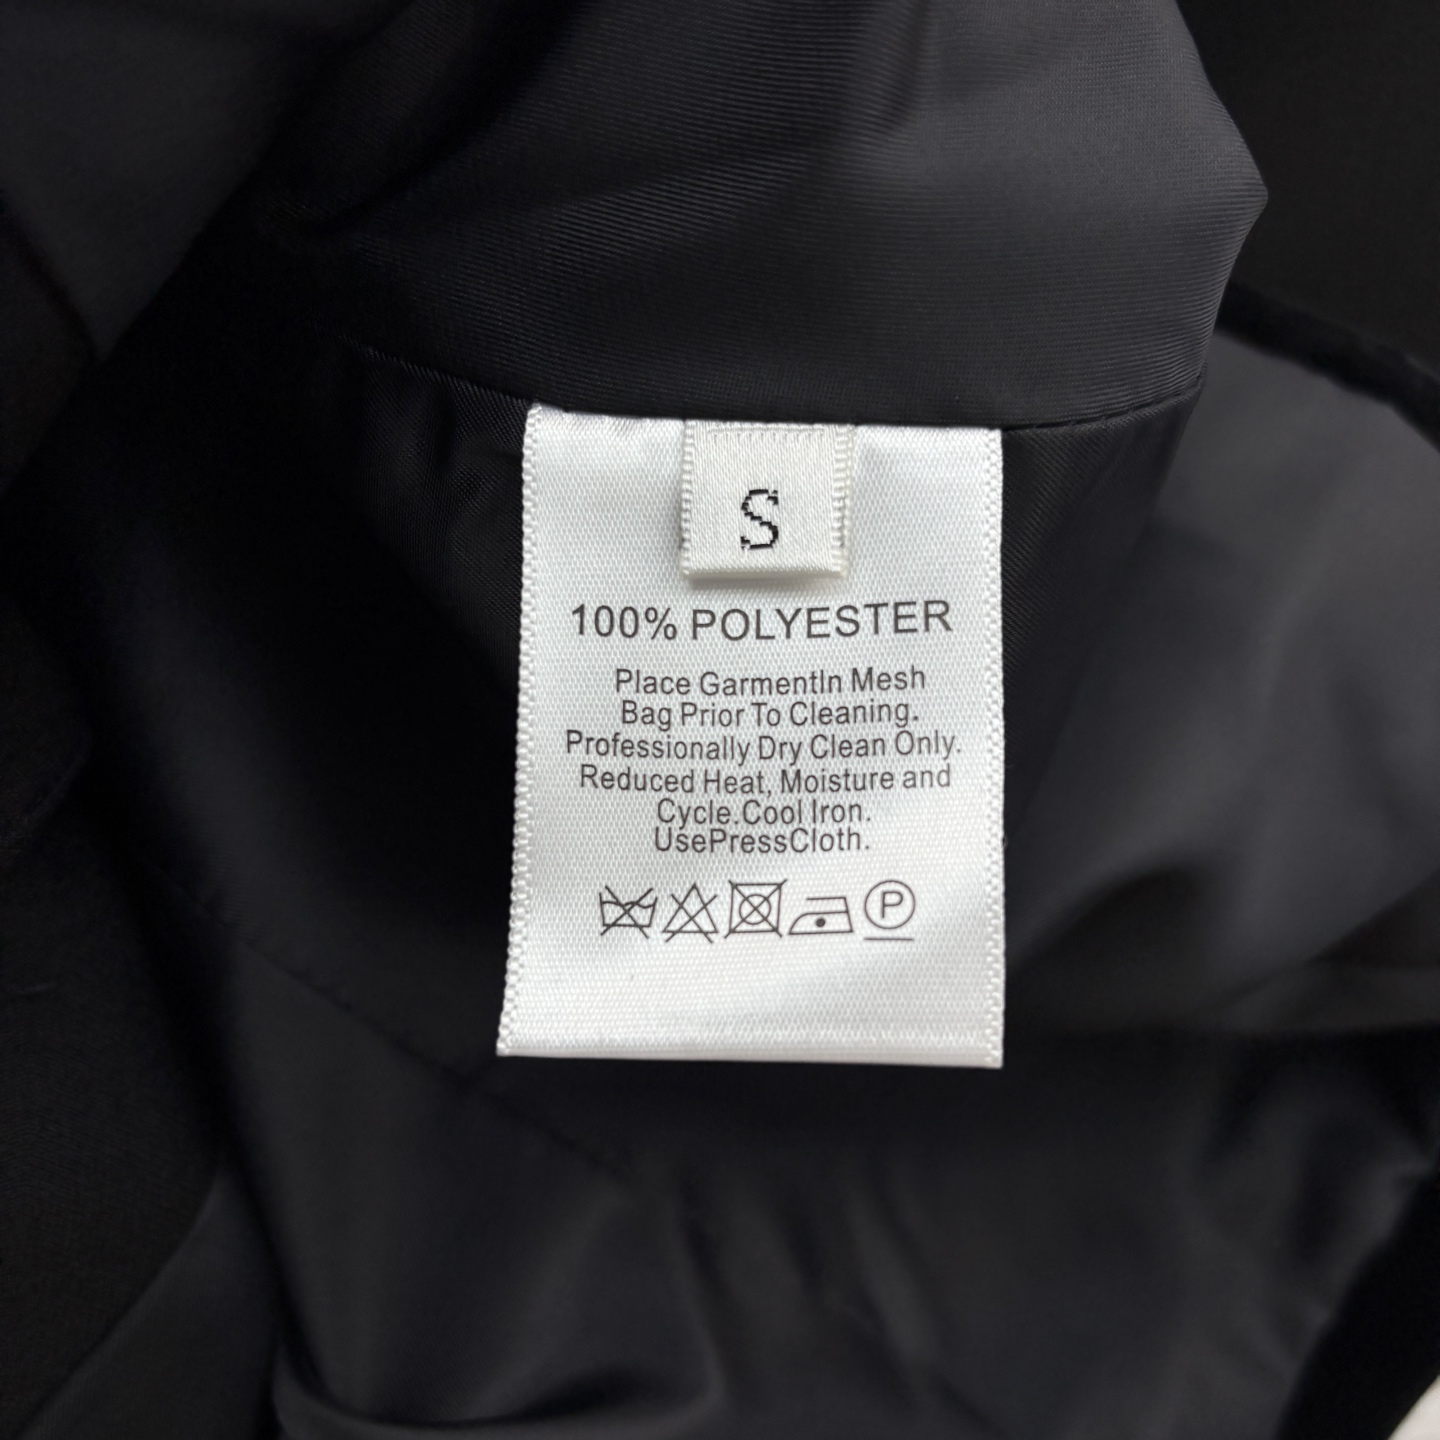 S
100% POLYESTER
Place GarmentIn Mesh
Bag Prior To Cleaning.
Professionally Dry Clean Only.
Reduced Heat, Moisture and
Cycle.Cool Iron.
UsePressCloth.
P